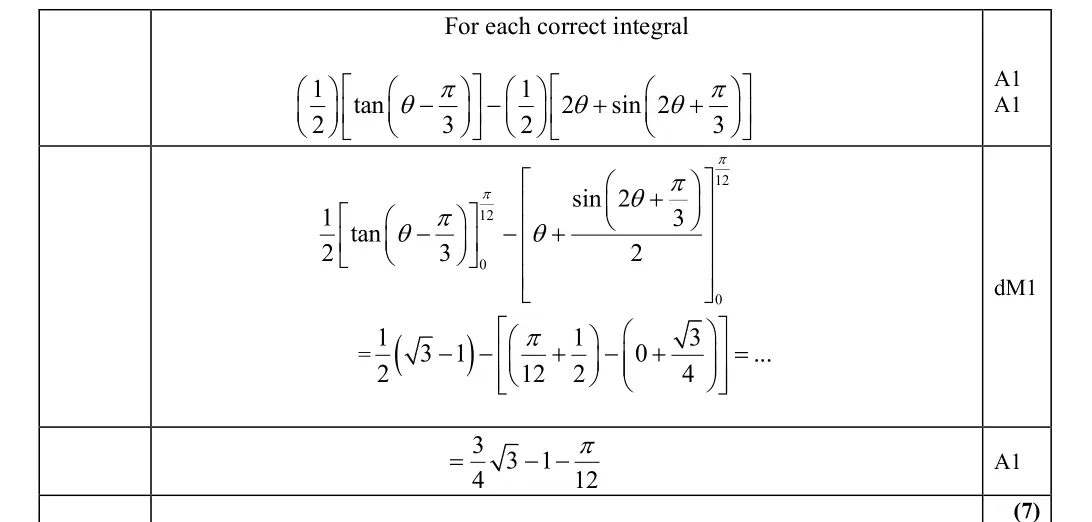 For each correct integral
(1/2)[tan(θ − π/3)] − (1/2)[2θ + sin(2θ + π/3)]
A1
A1
1/2 [tan(θ − π/3)]_0^{π/12} − [θ + sin(2θ + π/3)/2]_0^{π/12}
= 1/2 (√3 − 1) − [(π/12 + 1/2) − (0 + √3/4)] = ...
dM1
= 3/4 √3 − 1 − π/12
A1
(7)